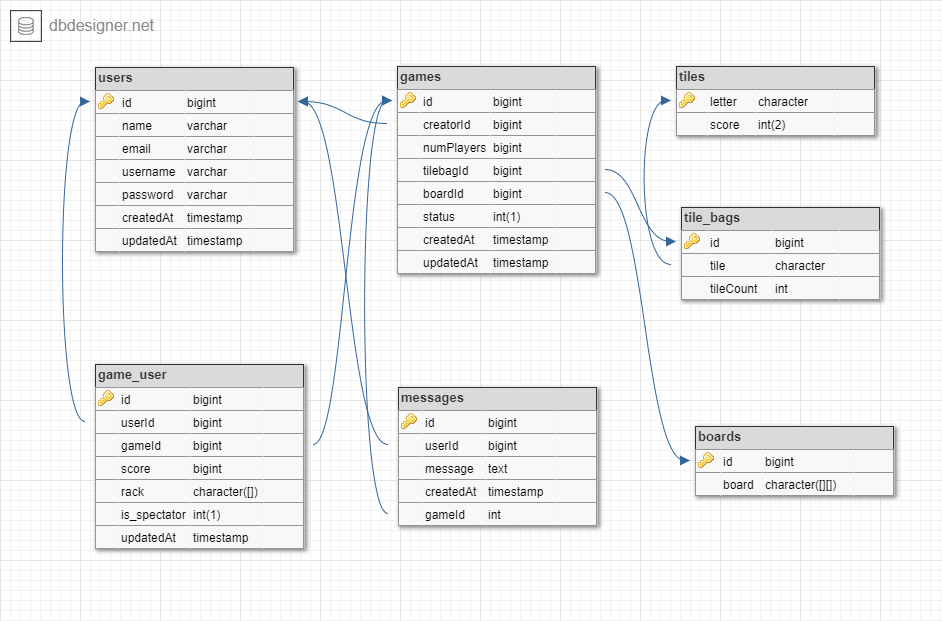 dbdesigner.net
users
id bigint
name varchar
email varchar
username varchar
password varchar
createdAt timestamp
updatedAt timestamp
games
id bigint
creatorId bigint
numPlayers bigint
tilebagId bigint
boardId bigint
status int(1)
createdAt timestamp
updatedAt timestamp
tiles
letter character
score int(2)
tile_bags
id bigint
tile character
tileCount int
game_user
id bigint
userId bigint
gameId bigint
score bigint
rack character([])
is_spectator int(1)
updatedAt timestamp
messages
id bigint
userId bigint
message text
createdAt timestamp
gameId int
boards
id bigint
board character([][])